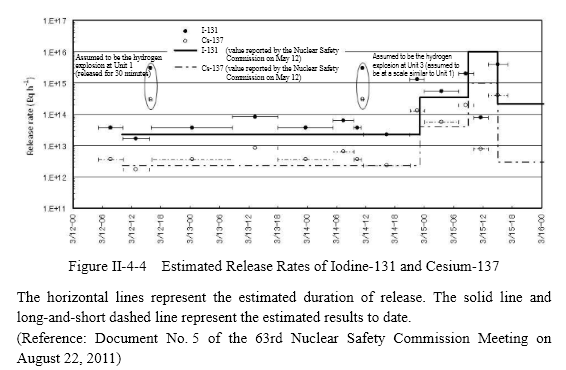 1.E+17
1.E+16
1.E+15
1.E+14
1.E+13
1.E+12
1.E+11
Release rate (Bq h⁻¹)
I-131
Cs-137
I-131 (value reported by the Nuclear Safety
Commission on May 12)
Cs-137 (value reported by the Nuclear Safety
Commission on May 12)
Assumed to be the hydrogen
explosion at Unit 1
(released for 30 minutes)
Assumed to be the hydrogen
explosion at Unit 3 (assumed to
be at a scale similar to Unit 1)
3/12-00
3/12-06
3/12-12
3/12-18
3/13-00
3/13-06
3/13-12
3/13-18
3/14-00
3/14-06
3/14-12
3/14-18
3/15-00
3/15-06
3/15-12
3/15-18
3/16-00
Figure II-4-4 Estimated Release Rates of Iodine-131 and Cesium-137
The horizontal lines represent the estimated duration of release. The solid line and
long-and-short dashed line represent the estimated results to date.
(Reference: Document No. 5 of the 63rd Nuclear Safety Commission Meeting on
August 22, 2011)